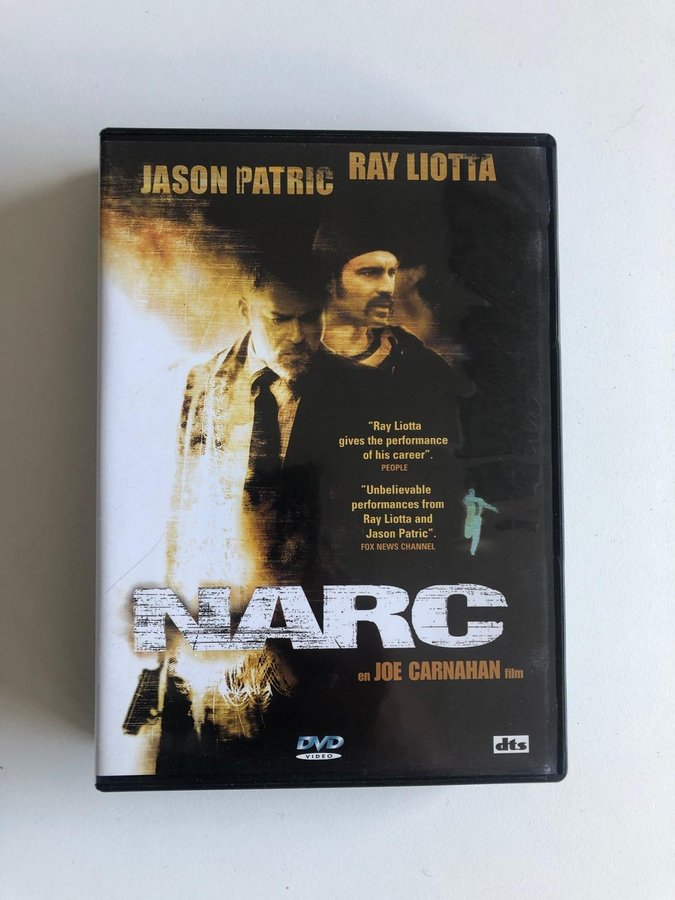 JASON PATRIC
RAY LIOTTA
"Ray Liotta
gives the performance
of his career".
PEOPLE
"Unbelievable
performances from
Ray Liotta and
Jason Patric".
FOX NEWS CHANNEL
NARC
en JOE CARNAHAN film
DVD
VIDEO
dts